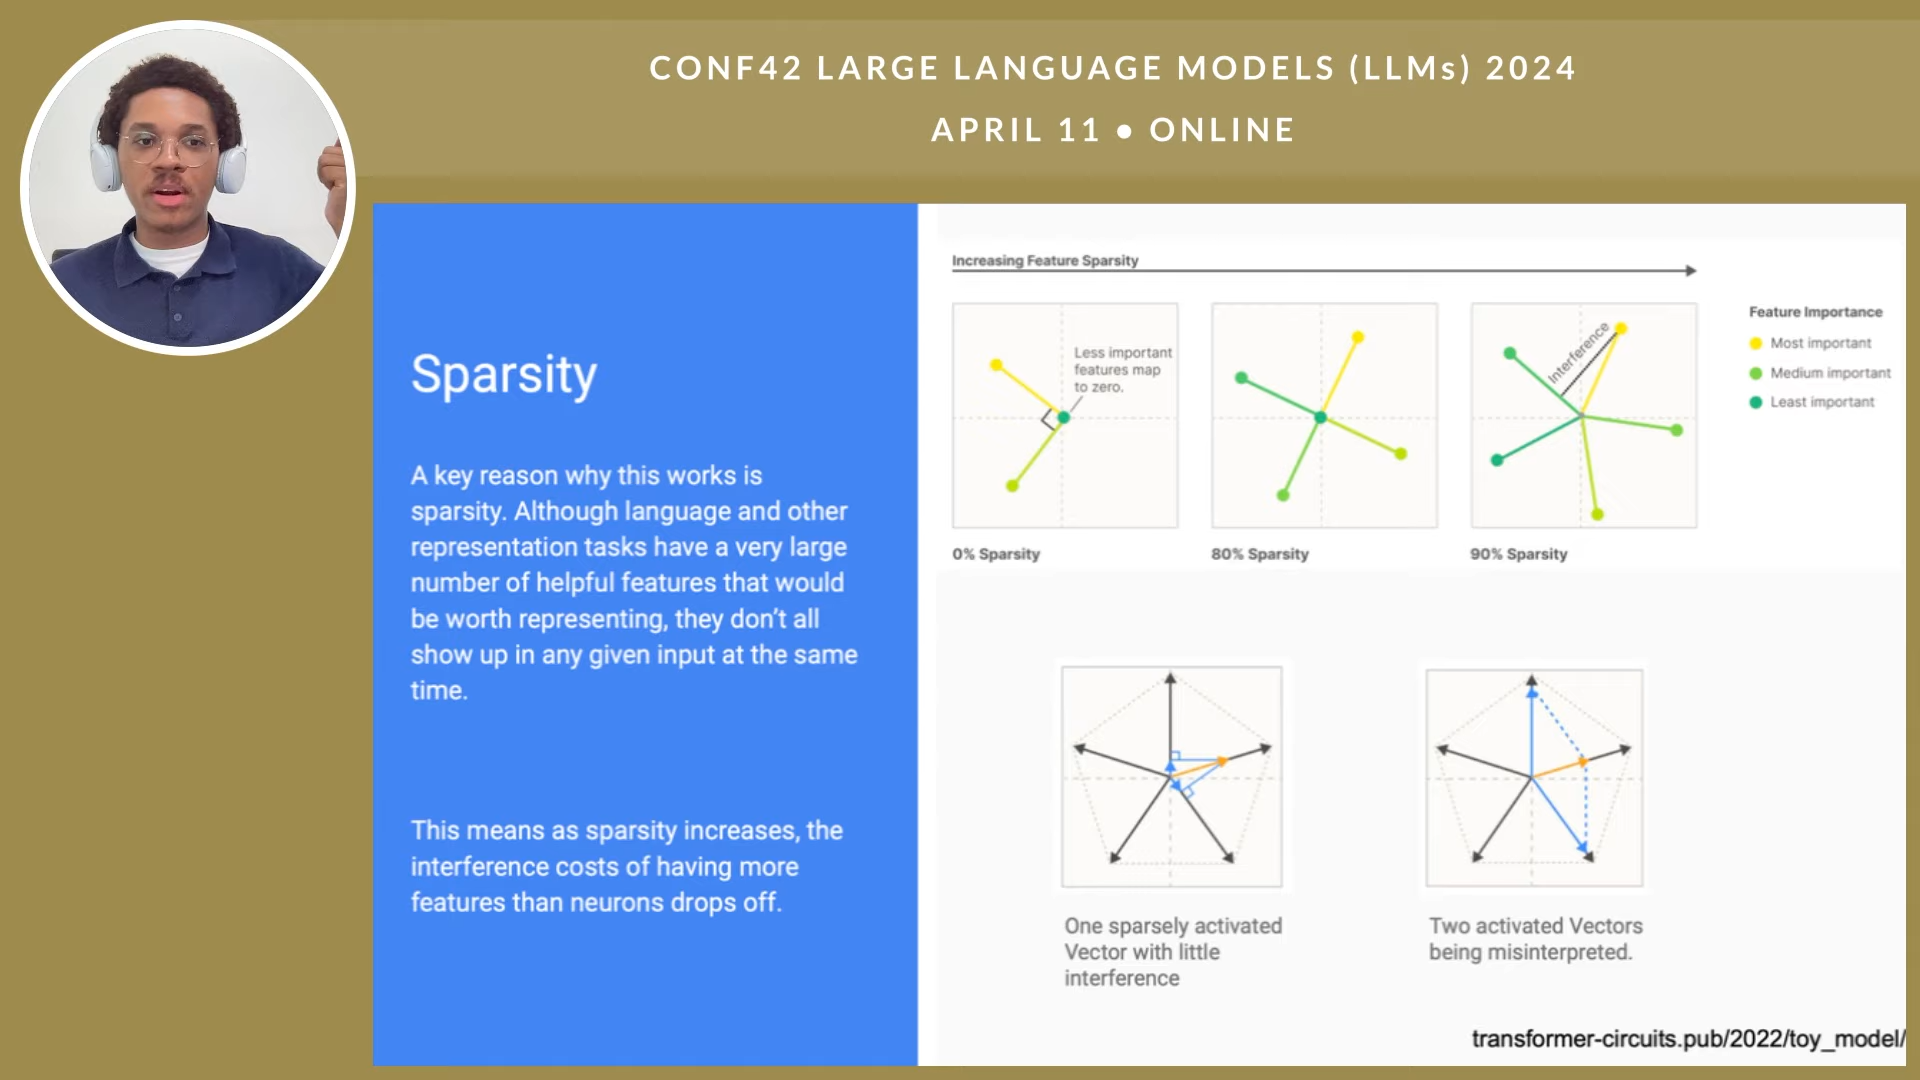 CONF42 LARGE LANGUAGE MODELS (LLMs) 2024
APRIL 11 ● ONLINE
Sparsity
A key reason why this works is
sparsity. Although language and other
representation tasks have a very large
number of helpful features that would
be worth representing, they don't all
show up in any given input at the same
time.
This means as sparsity increases, the
interference costs of having more
features than neurons drops off.
Increasing Feature Sparsity
Less important
features map
to zero.
Interference
Feature Importance
Most important
Medium important
Least important
0% Sparsity
80% Sparsity
90% Sparsity
One sparsely activated
Vector with little
interference
Two activated Vectors
being misinterpreted.
transformer-circuits.pub/2022/toy_model/